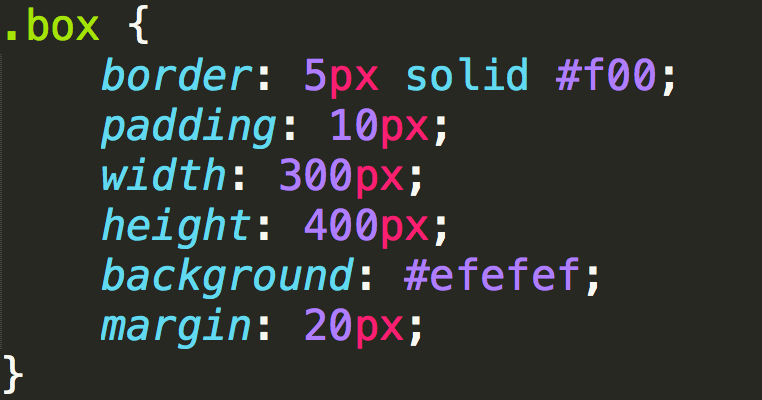 .box {
    border: 5px solid #f00;
    padding: 10px;
    width: 300px;
    height: 400px;
    background: #efefef;
    margin: 20px;
}